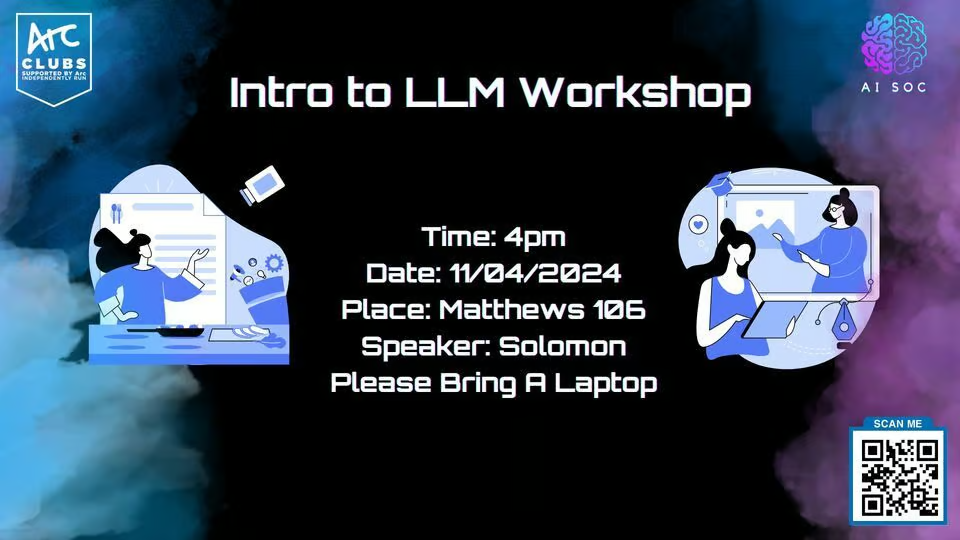 Arc
CLUBS
SUPPORTED BY Arc
INDEPENDENTLY RUN
AI SOC
Intro to LLM Workshop
Time: 4pm
Date: 11/04/2024
Place: Matthews 106
Speaker: Solomon
Please Bring A Laptop
SCAN ME